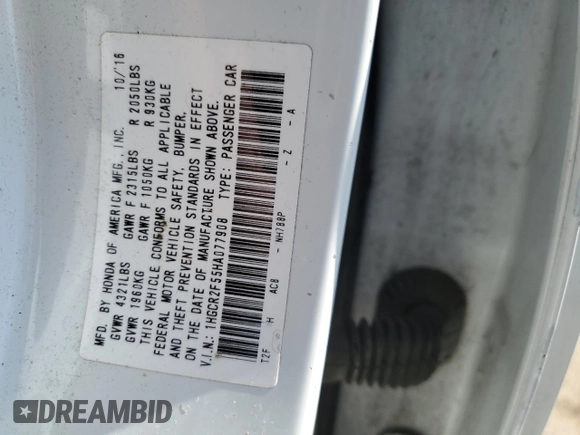 MFD. BY HONDA OF AMERICA MFG., INC. 10/'16
GVWR 4321LBS GAWR F 2315LBS R 2050LBS
GVWR 1960KG GAWR F 1050KG R 930KG
THIS VEHICLE CONFORMS TO ALL APPLICABLE
FEDERAL MOTOR VEHICLE SAFETY, BUMPER,
AND THEFT PREVENTION STANDARDS IN EFFECT
ON THE DATE OF MANUFACTURE SHOWN ABOVE.
V.I.N.: 1HGCR2F55HA077908 TYPE: PASSENGER CAR
T2F H AC8 NH788P - Z - A
DREAMBID